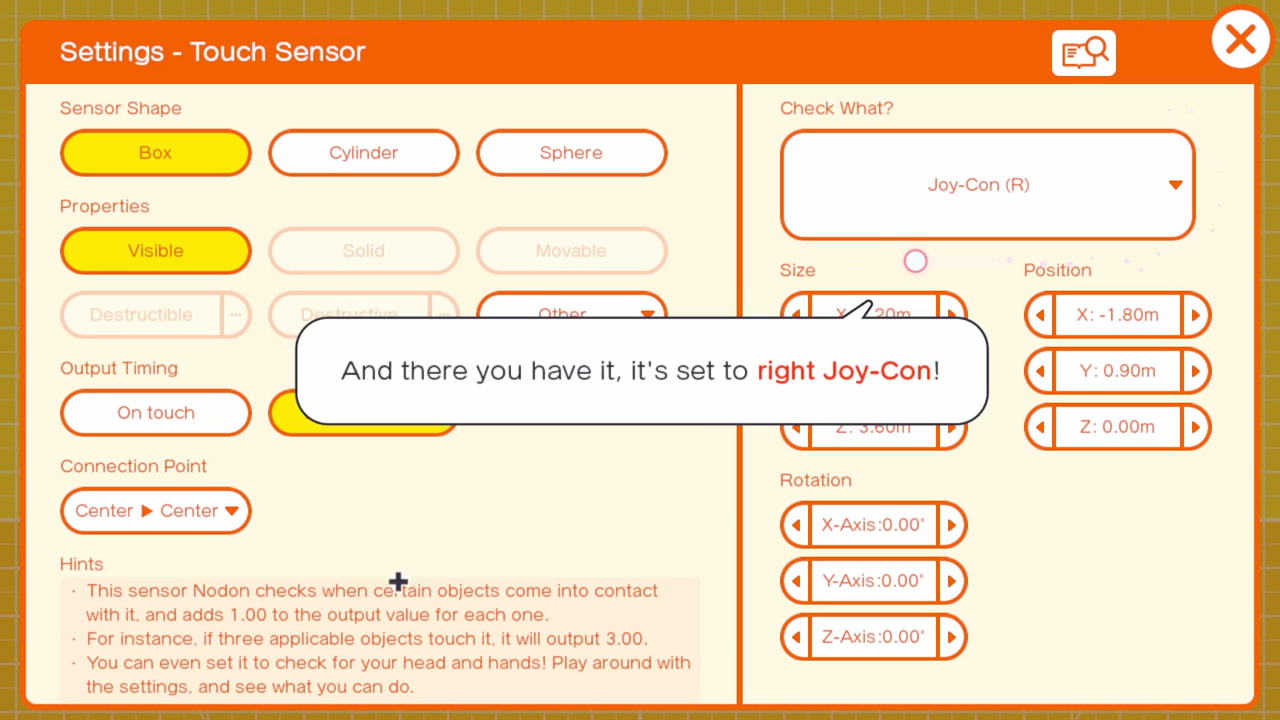 Settings - Touch Sensor
Sensor Shape
Box
Cylinder
Sphere
Properties
Visible
Solid
Movable
Destructible
...
Destructive
Other
Output Timing
On touch
Connection Point
Center ▶ Center
Hints
· This sensor Nodon checks when certain objects come into contact
with it, and adds 1.00 to the output value for each one.
· For instance, if three applicable objects touch it, it will output 3.00.
· You can even set it to check for your head and hands! Play around with
the settings, and see what you can do.
Check What?
Joy-Con (R)
Size
Z: 3.60m
Position
X: -1.80m
Y: 0.90m
Z: 0.00m
Rotation
X-Axis:0.00°
Y-Axis:0.00°
Z-Axis:0.00°
And there you have it, it's set to right Joy-Con!